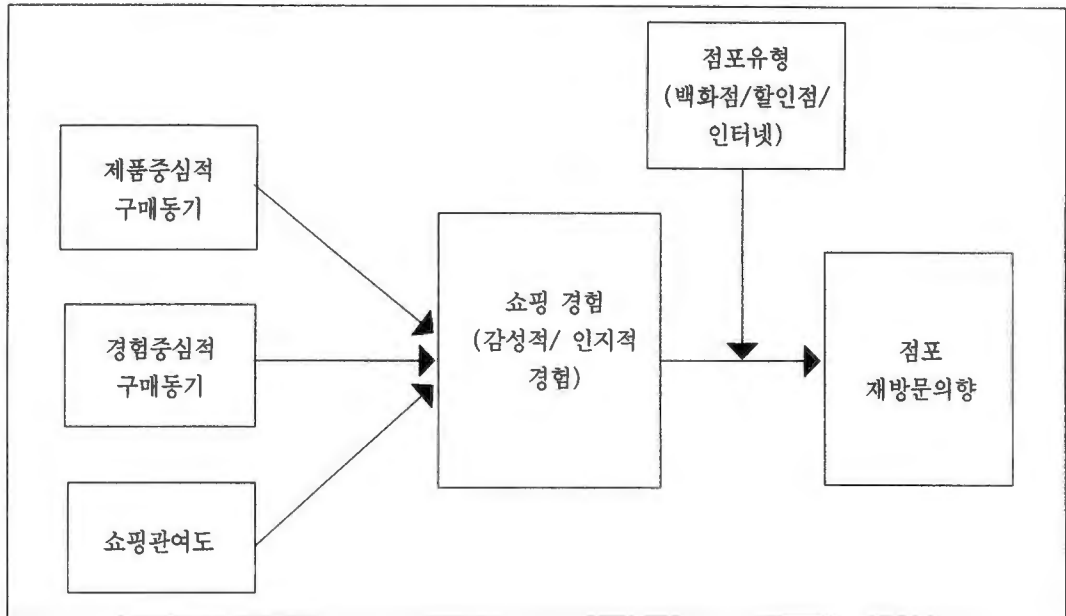 점포유형
(백화점/할인점/
인터넷)
제품중심적
구매동기
쇼핑 경험
(감성적/ 인지적
경험)
경험중심적
구매동기
점포
재방문의향
쇼핑관여도